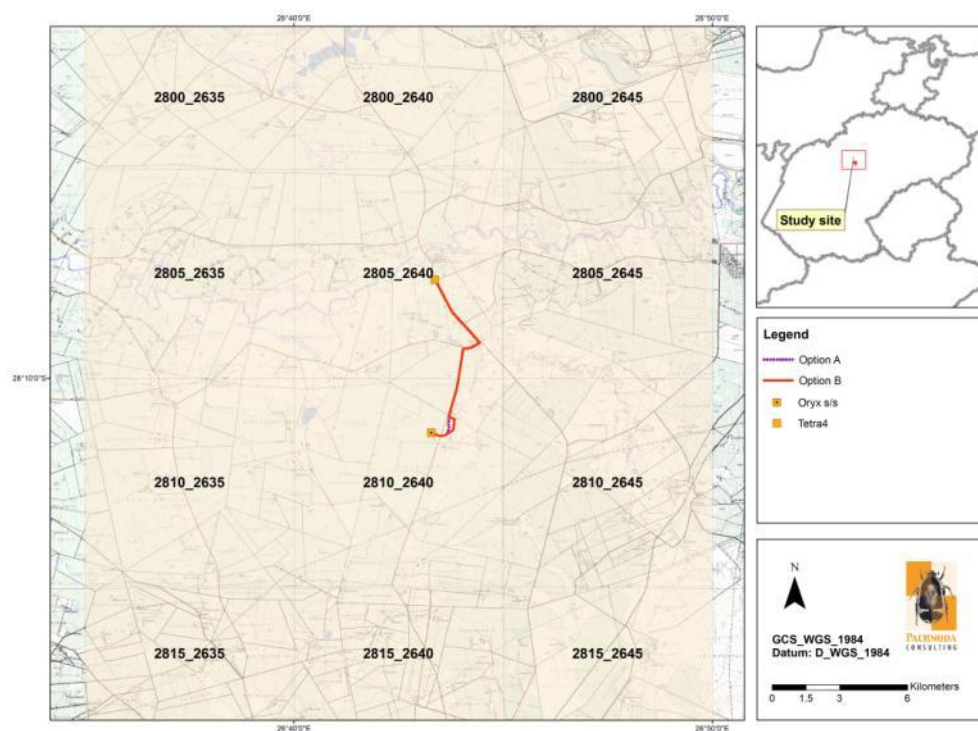 26°40'0"E
26°50'0"E
2800_2635
2800_2640
2800_2645
2805_2635
2805_2640
2805_2645
28°10'0"S
2810_2635
2810_2640
2810_2645
2815_2635
2815_2640
2815_2645
26°40'0"E
26°50'0"E
Study site
Legend
Option A
Option B
Oryx s/s
Tetra4
N
GCS_WGS_1984
Datum: D_WGS_1984
PACHNODA
CONSULTING
Kilometers
0 1.5 3 6